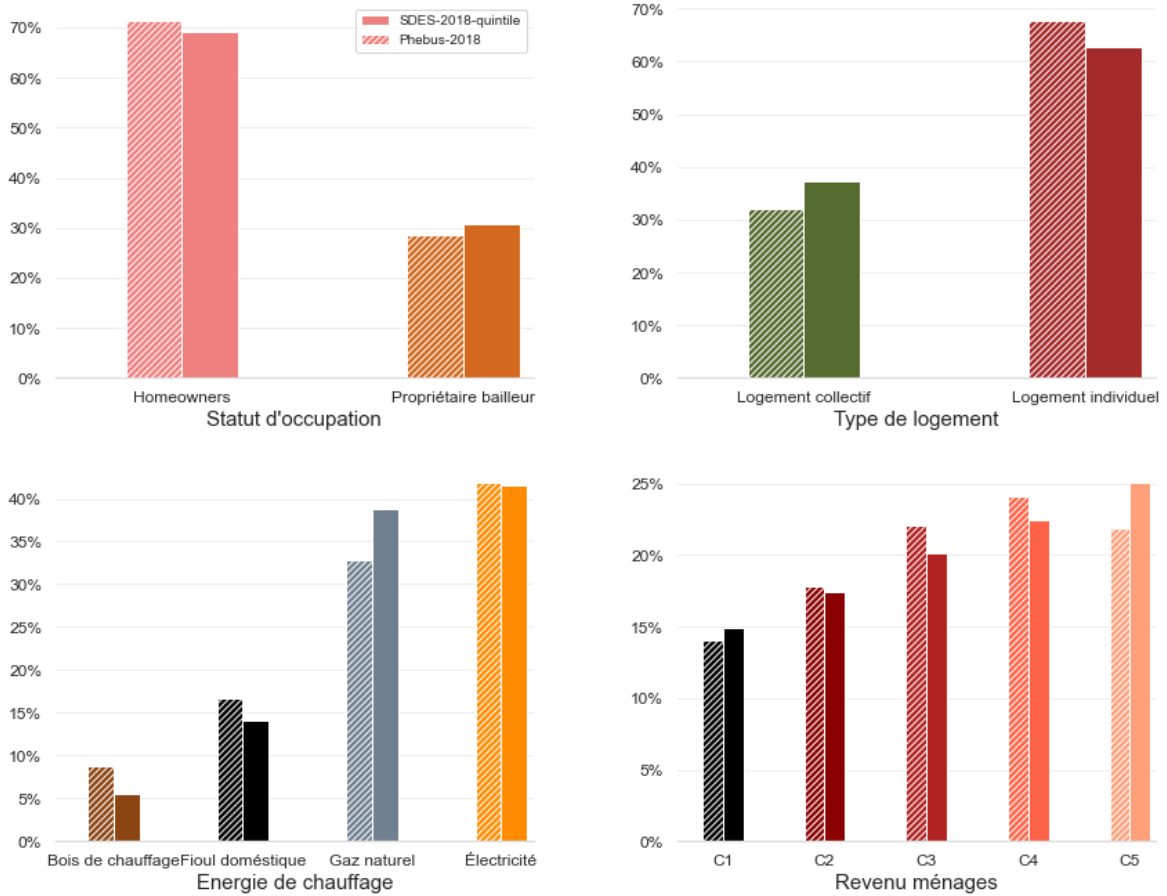 70%
60%
50%
40%
30%
20%
10%
0%
SDES-2018-quintile
Phebus-2018
Homeowners
Propriétaire bailleur
Statut d'occupation
70%
60%
50%
40%
30%
20%
10%
0%
Logement collectif
Logement individuel
Type de logement
40%
35%
30%
25%
20%
15%
10%
5%
0%
Bois de chauffage
Fioul doméstique
Gaz naturel
Électricité
Energie de chauffage
25%
20%
15%
10%
5%
0%
C1
C2
C3
C4
C5
Revenu ménages